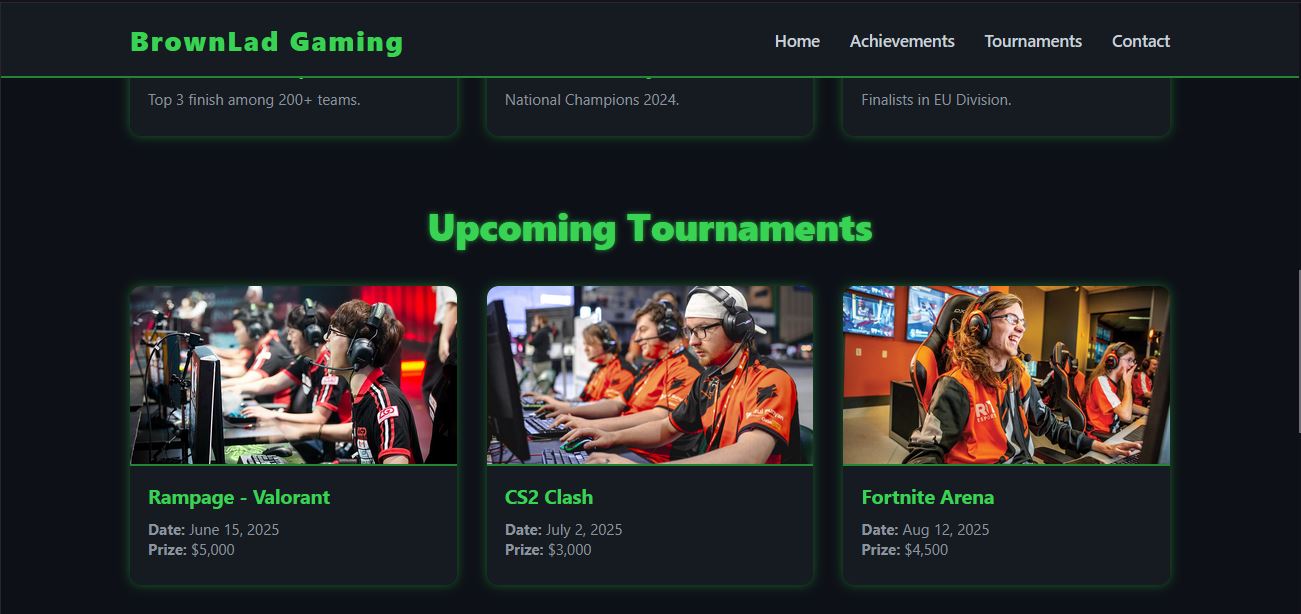 BrownLad Gaming
Home Achievements Tournaments Contact
Top 3 finish among 200+ teams.
National Champions 2024.
Finalists in EU Division.
Upcoming Tournaments
Rampage - Valorant
Date: June 15, 2025
Prize: $5,000
CS2 Clash
Date: July 2, 2025
Prize: $3,000
Fortnite Arena
Date: Aug 12, 2025
Prize: $4,500